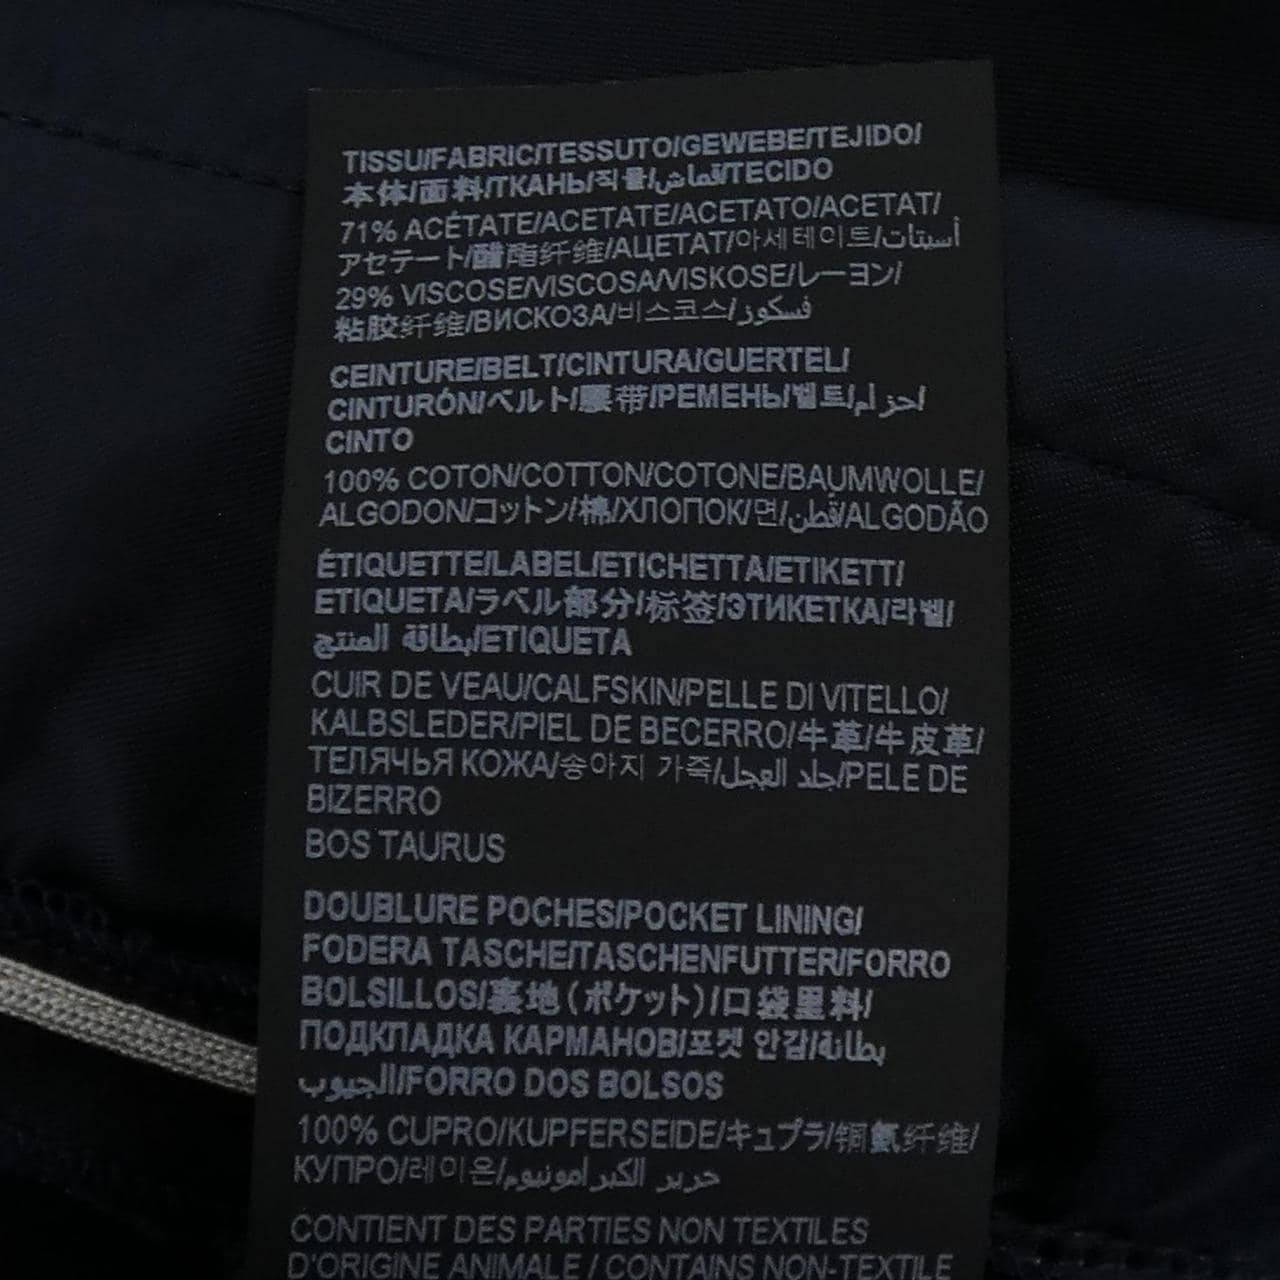 TISSU/FABRIC/TESSUTO/GEWEBE/TEJIDO/
本体/面料/ТКАНЬ/직물/قماش/TECIDO
71% ACÉTATE/ACETATE/ACETATO/ACETAT/
アセテート/醋酯纤维/АЦЕТАТ/아세테이트/أسيتات/
29% VISCOSE/VISCOSA/VISKOSE/レーヨン/
粘胶纤维/ВИСКОЗА/비스코스/فسكوز
CEINTURE/BELT/CINTURA/GUERTEL/
CINTURÓN/ベルト/腰带/РЕМЕНЬ/벨트/حزام/
CINTO
100% COTON/COTTON/COTONE/BAUMWOLLE/
ALGODON/コットン/棉/ХЛОПОК/면/قطن/ALGODÃO
ÉTIQUETTE/LABEL/ETICHETTA/ETIKETT/
ETIQUETA/ラベル部分/标签/ЭТИКЕТКА/라벨/
بطاقة المنتج/ETIQUETA
CUIR DE VEAU/CALFSKIN/PELLE DI VITELLO/
KALBSLEDER/PIEL DE BECERRO/牛革/牛皮革/
ТЕЛЯЧЬЯ КОЖА/송아지 가죽/جلد العجل/PELE DE
BIZERRO
BOS TAURUS
DOUBLURE POCHES/POCKET LINING/
FODERA TASCHE/TASCHENFUTTER/FORRO
BOLSILLOS/裏地(ポケット)/口袋里料/
ПОДКЛАДКА КАРМАНОВ/포켓 안감/بطانة
الجيوب/FORRO DOS BOLSOS
100% CUPRO/KUPFERSEIDE/キュプラ/铜氨纤维/
КУПРО/레이온/حرير الكبرامونيوم
CONTIENT DES PARTIES NON TEXTILES
D'ORIGINE ANIMALE / CONTAINS NON-TEXTILE